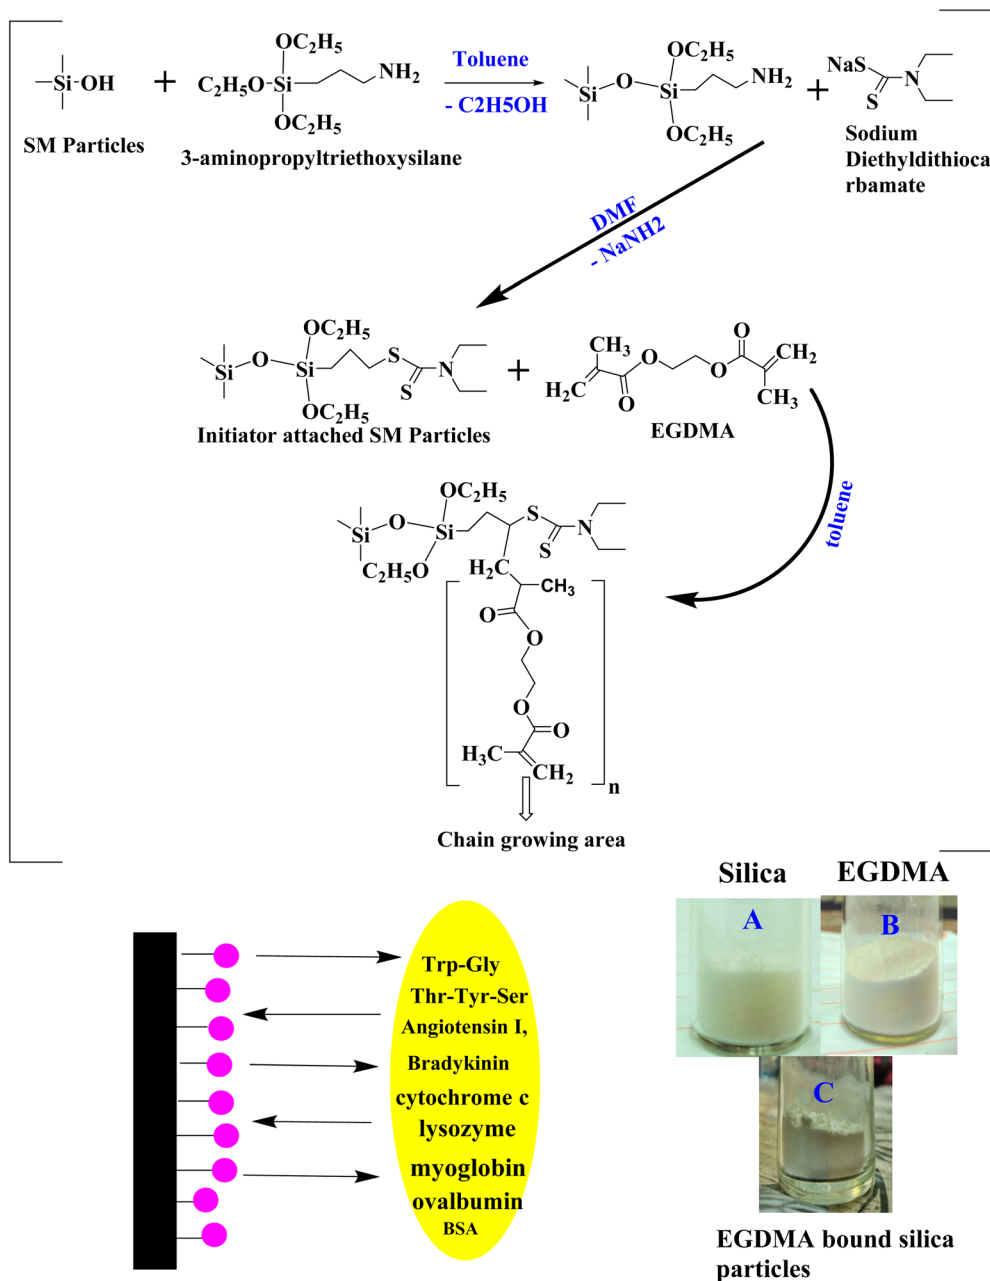 OC₂H₅
Si-OH
+
C₂H₅O-Si
NH₂
OC₂H₅
SM Particles
3-aminopropyltriethoxysilane
Toluene
- C2H5OH
OC₂H₅
Si
O
Si
NH₂
OC₂H₅
+
NaS
N
S
Sodium
Diethyldithioca
rbamate
DMF
- NaNH2
OC₂H₅
Si
O
Si
S
N
S
OC₂H₅
Initiator attached SM Particles
+
CH₃
H₂C
O
O
O
O
CH₂
CH₃
EGDMA
toluene
OC₂H₅
Si
O
Si
S
N
S
C₂H₅O
H₂C
CH₃
O
O
O
O
H₃C
CH₂
n
Chain growing area
Silica
EGDMA
A
B
C
EGDMA bound silica
particles
Trp-Gly
Thr-Tyr-Ser
Angiotensin I,
Bradykinin
cytochrome c
lysozyme
myoglobin
ovalbumin
BSA